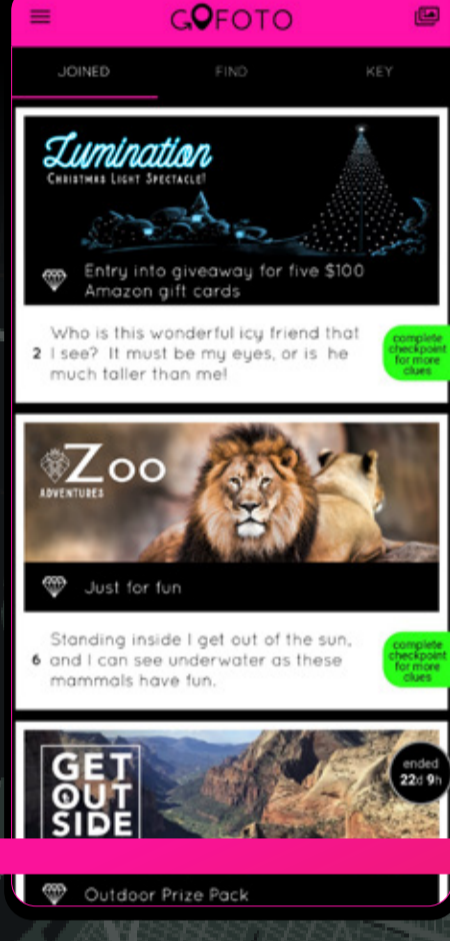 GOFOTO
JOINED FIND KEY
Lumination
CHRISTMAS LIGHT SPECTACLE!
Entry into giveaway for five $100
Amazon gift cards
2 Who is this wonderful icy friend that
I see? It must be my eyes, or is he
much taller than me!
complete
checkpoint
for more
clues
Zoo
ADVENTURES
Just for fun
6 Standing inside I get out of the sun,
and I can see underwater as these
mammals have fun.
complete
checkpoint
for more
clues
GET
OUT
SIDE
ended
22d 9h
Outdoor Prize Pack